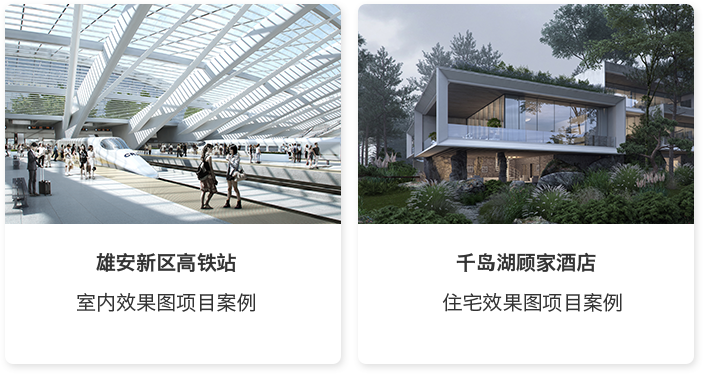 雄安新区高铁站
室内效果图项目案例
千岛湖顾家酒店
住宅效果图项目案例